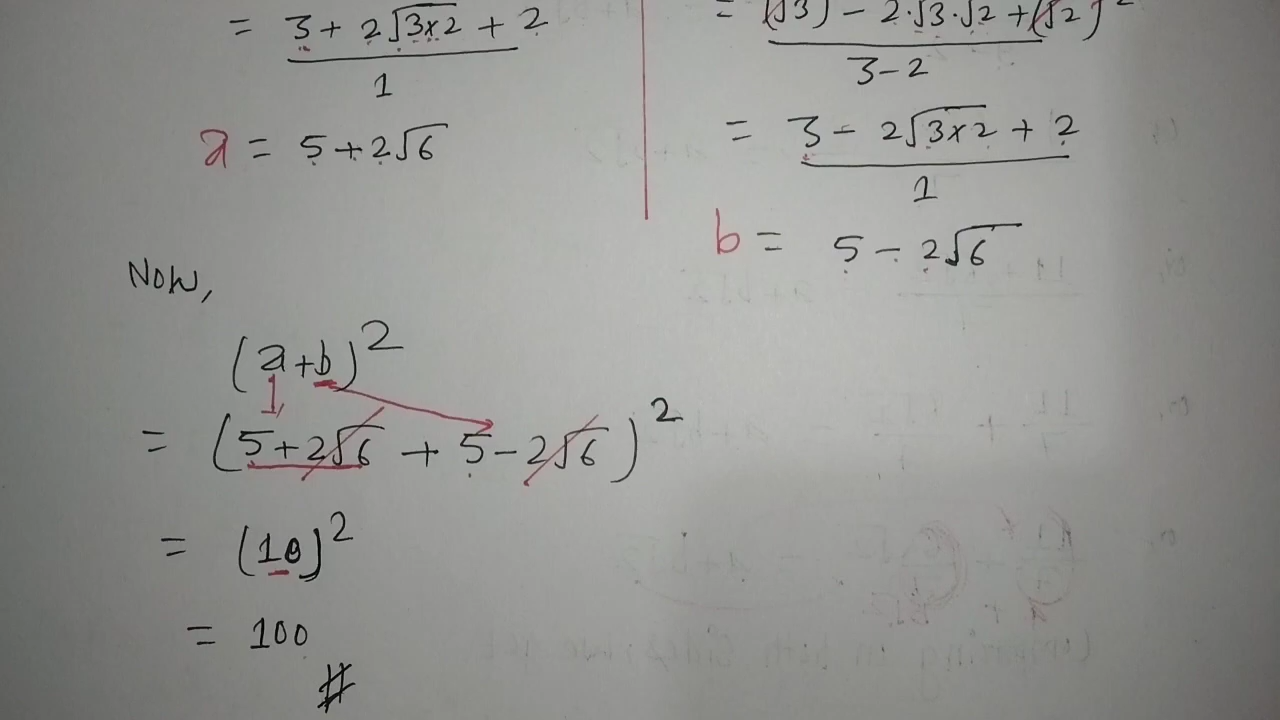 = 3 + 2√3×2 + 2
1
a = 5 + 2√6
= (√3) - 2·√3·√2 + (√2)²
3 - 2
= 3 - 2√3×2 + 2
1
b = 5 - 2√6
Now,
(a+b)²
= (5+2√6 + 5-2√6)²
= (10)²
= 100
#